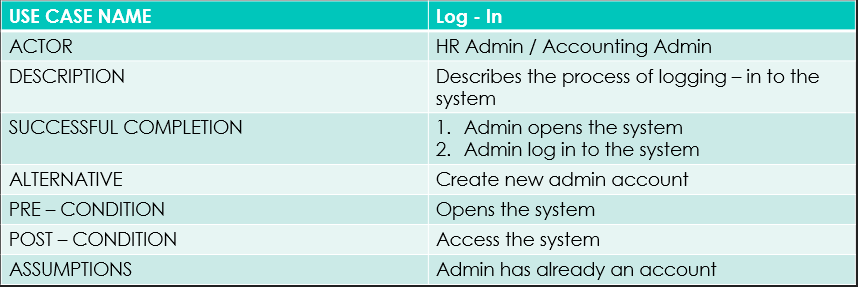 USE CASE NAME Log - In
ACTOR HR Admin / Accounting Admin
DESCRIPTION Describes the process of logging – in to the
system
SUCCESSFUL COMPLETION 1. Admin opens the system
2. Admin log in to the system
ALTERNATIVE Create new admin account
PRE – CONDITION Opens the system
POST – CONDITION Access the system
ASSUMPTIONS Admin has already an account